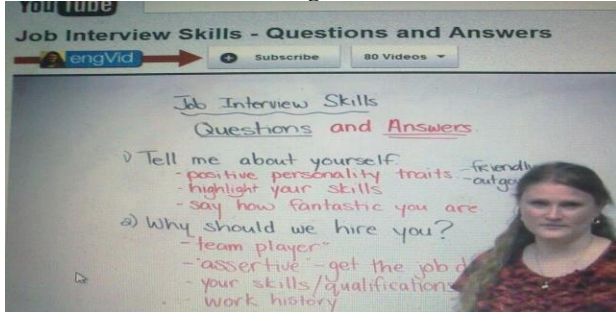 You Tube
Job Interview Skills - Questions and Answers
engVid
Subscribe
80 Videos
Job Interview Skills
Questions and Answers
1) Tell me about yourself.
- positive personality traits - friendly
- highlight your skills
- say how fantastic you are
2) Why should we hire you?
- "team player"
- "assertive" - get the job
- your skills/qualifications
- work history